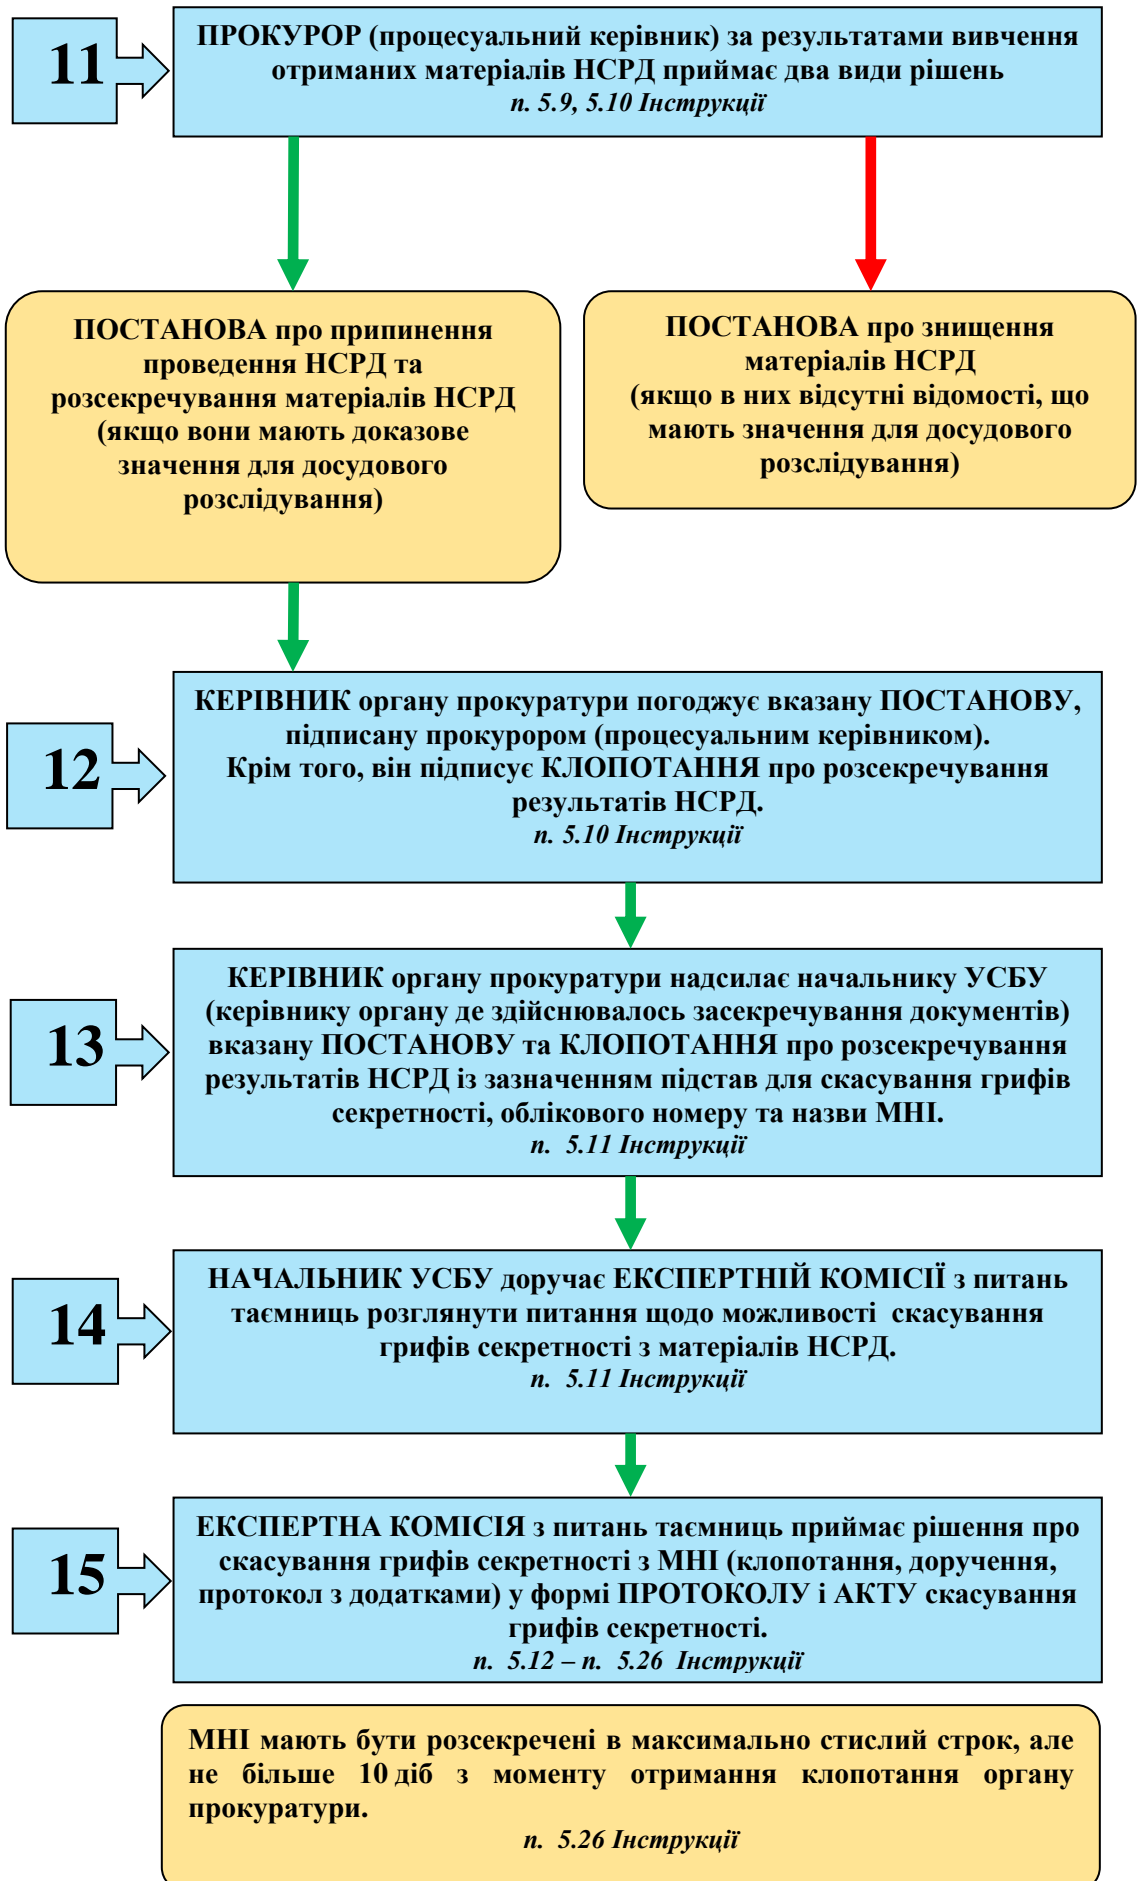 11
ПРОКУРОР (процесуальний керівник) за результатами вивчення
отриманих матеріалів НСРД приймає два види рішень
п. 5.9, 5.10 Інструкції
ПОСТАНОВА про припинення
проведення НСРД та
розсекречування матеріалів НСРД
(якщо вони мають доказове
значення для досудового
розслідування)
ПОСТАНОВА про знищення
матеріалів НСРД
(якщо в них відсутні відомості, що
мають значення для досудового
розслідування)
12
КЕРІВНИК органу прокуратури погоджує вказану ПОСТАНОВУ,
підписану прокурором (процесуальним керівником).
Крім того, він підписує КЛОПОТАННЯ про розсекречування
результатів НСРД.
п. 5.10 Інструкції
13
КЕРІВНИК органу прокуратури надсилає начальнику УСБУ
(керівнику органу де здійснювалось засекречування документів)
вказану ПОСТАНОВУ та КЛОПОТАННЯ про розсекречування
результатів НСРД із зазначенням підстав для скасування грифів
секретності, облікового номеру та назви МНІ.
п. 5.11 Інструкції
14
НАЧАЛЬНИК УСБУ доручає ЕКСПЕРТНІЙ КОМІСІЇ з питань
таємниць розглянути питання щодо можливості скасування
грифів секретності з матеріалів НСРД.
п. 5.11 Інструкції
15
ЕКСПЕРТНА КОМІСІЯ з питань таємниць приймає рішення про
скасування грифів секретності з МНІ (клопотання, доручення,
протокол з додатками) у формі ПРОТОКОЛУ і АКТУ скасування
грифів секретності.
п. 5.12 – п. 5.26 Інструкції
МНІ мають бути розсекречені в максимально стислий строк, але
не більше 10 діб з моменту отримання клопотання органу
прокуратури.
п. 5.26 Інструкції